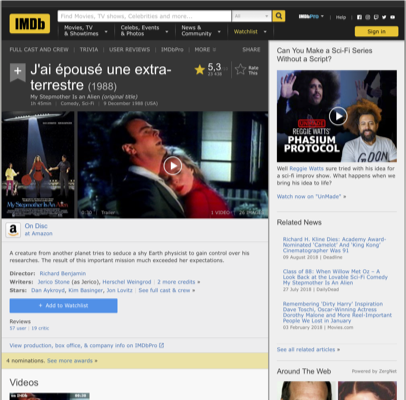 IMDb
Find Movies, TV shows, Celebrities and more...
All
IMDbPro
Help
Movies, TV
& Showtimes
Celebs, Events
& Photos
News &
Community
Watchlist
Sign in
FULL CAST AND CREW | TRIVIA | USER REVIEWS | IMDbPro | MORE
SHARE
J'ai épousé une extra-
terrestre (1988)
My Stepmother Is an Alien (original title)
1h 45min | Comedy, Sci-Fi | 9 December 1988 (USA)
5,3
Rate
This
My Stepmother Is an Alien
0:30 Trailer
1 VIDEO
On Disc
at Amazon
A creature from another planet tries to seduce a shy Earth physicist to gain control over his
researches. The result of this important mission much exceeded her expectations.
Director: Richard Benjamin
Writers: Jerico Stone (as Jerico), Herschel Weingrod | 2 more credits »
Stars: Dan Aykroyd, Kim Basinger, Jon Lovitz | See full cast & crew »
+ Add to Watchlist
Reviews
57 user | 19 critic
View production, box office, & company info on IMDbPro
4 nominations. See more awards »
Videos
Can You Make a Sci-Fi Series
Without a Script?
REGGIE WATTS'
PHASIUM
PROTOCOL
Well Reggie Watts sure tried with his idea
for a sci-fi improv show. What happens when we
bring his idea to life?
Watch now on "UnMade" »
Related News
Richard H. Kline Dies: Academy Award-
Nominated 'Camelot' And 'King Kong'
Cinematographer Was 91
09 August 2018 | Deadline
Class of 88: When Willow Met Oz – A
Look Back at the Lovable Sci-Fi Comedy
My Stepmother Is an Alien
27 July 2018 | DailyDead
Remembering 'Dirty Harry' Inspiration
Dave Toschi, Oscar-Winning Actress
Dorothy Malone and More Reel-Important
People We Lost in January
03 February 2018 | Movies.com
See all related articles »
Around The Web
Powered by ZergNet